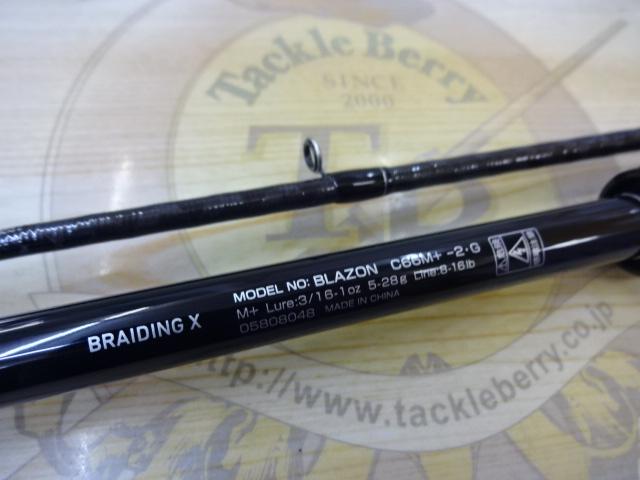 Tackle Berry
SINCE
2000
TB
MODEL NO: BLAZON C66M+ -2・G
M+ Lure:3/16-1oz 5-28g Line:8-16lb
05808048 MADE IN CHINA
BRAIDING X
http://www.tackleberry.co.jp